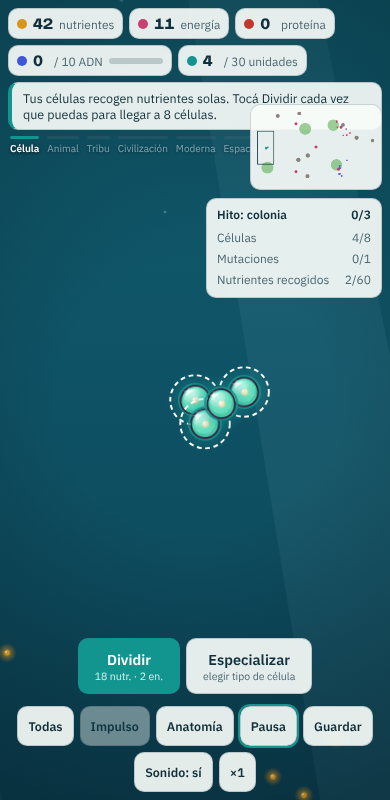 42 nutrientes
11 energía
0 proteína
0 / 10 ADN
4 / 30 unidades
Tus células recogen nutrientes solas. Tocá Dividir cada vez
que puedas para llegar a 8 células.
Célula Animal Tribu Civilización Moderna Espac
Hito: colonia 0/3
Células 4/8
Mutaciones 0/1
Nutrientes recogidos 2/60
Dividir
18 nutr. · 2 en.
Especializar
elegir tipo de célula
Todas
Impulso
Anatomía
Pausa
Guardar
Sonido: sí
×1